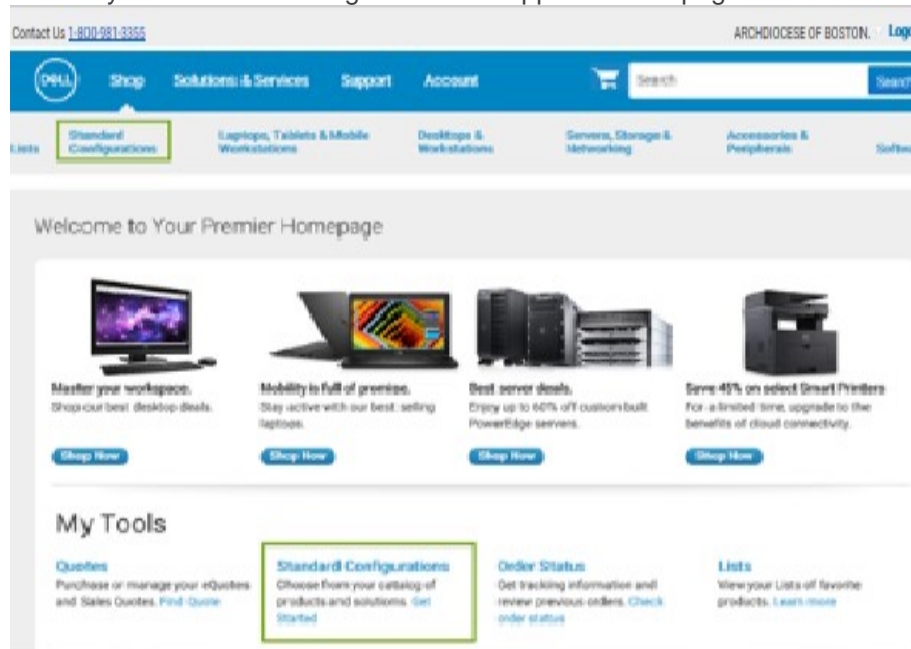 Contact Us 1-800-981-3355 ARCHDIOCESE OF BOSTON.
DELL Shop Solutions & Services Support Account Search Search
Lists Standard Configurations Laptops, Tablets & Mobile Workstations Desktops & Workstations Servers, Storage & Networking Accessories & Peripherals
Welcome to Your Premier Homepage
Master your workspace.
Shop our best desktop deals.
Shop Now
Mobility is full of promise.
Stay active with our best selling
laptops.
Shop Now
Best server deals.
Enjoy up to 60% off custom built
PowerEdge servers.
Shop Now
Save 45% on select Smart Printers
For a limited time, upgrade to the
benefits of cloud connectivity.
Shop Now
My Tools
Quotes
Purchase or manage your eQuotes
and Sales Quotes. Find Quote
Standard Configurations
Choose from your catalog of
products and solutions. Get
Started
Order Status
Get tracking information and
review previous orders. Check
order status
Lists
View your Lists of favorite
products. Learn more